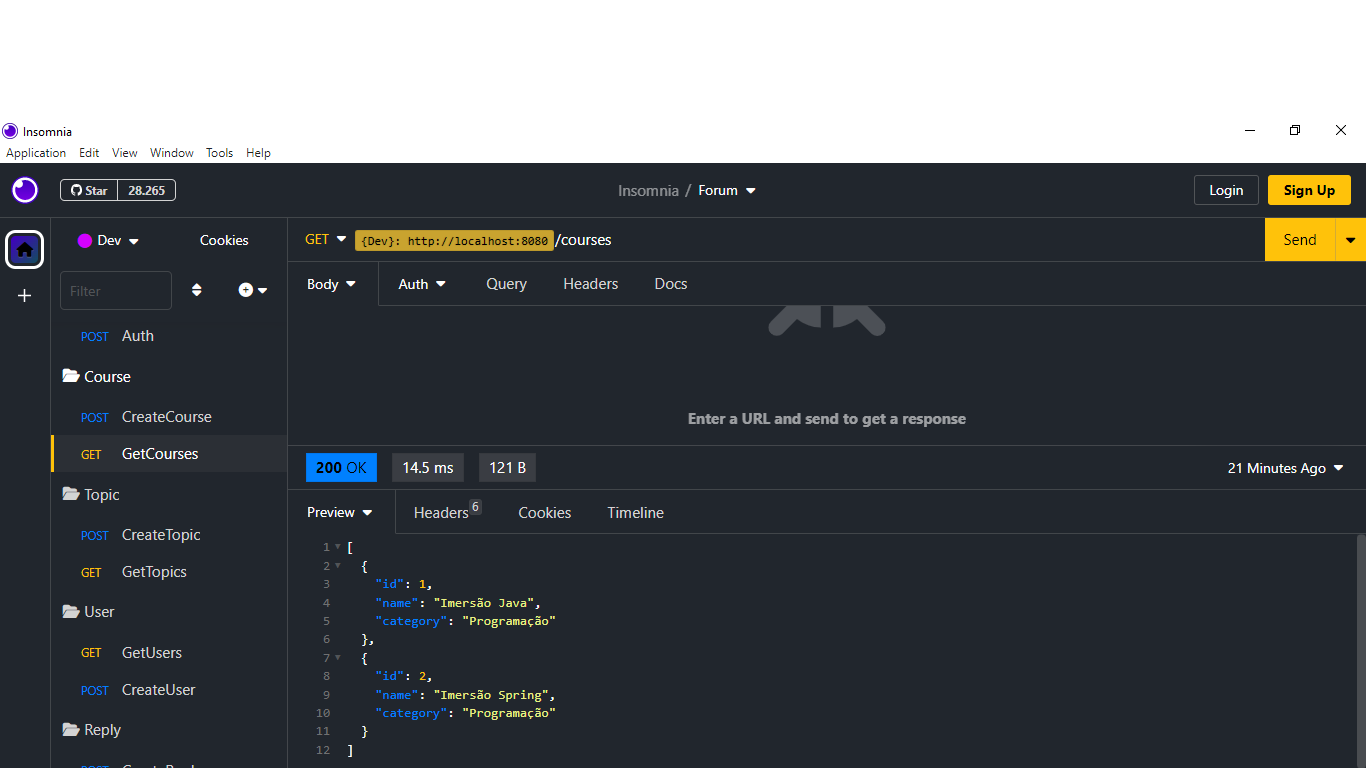 Insomnia
Application Edit View Window Tools Help
Star 28.265
Insomnia / Forum
Login Sign Up
Dev Cookies
GET {Dev}: http://localhost:8080 /courses
Send
Filter
Body Auth Query Headers Docs
POST Auth
Course
POST CreateCourse
GET GetCourses
Topic
POST CreateTopic
GET GetTopics
User
GET GetUsers
POST CreateUser
Reply
Enter a URL and send to get a response
200 OK 14.5 ms 121 B
21 Minutes Ago
Preview Headers 6 Cookies Timeline
1 [
2 {
3 "id": 1,
4 "name": "Imersão Java",
5 "category": "Programação"
6 },
7 {
8 "id": 2,
9 "name": "Imersão Spring",
10 "category": "Programação"
11 }
12 ]